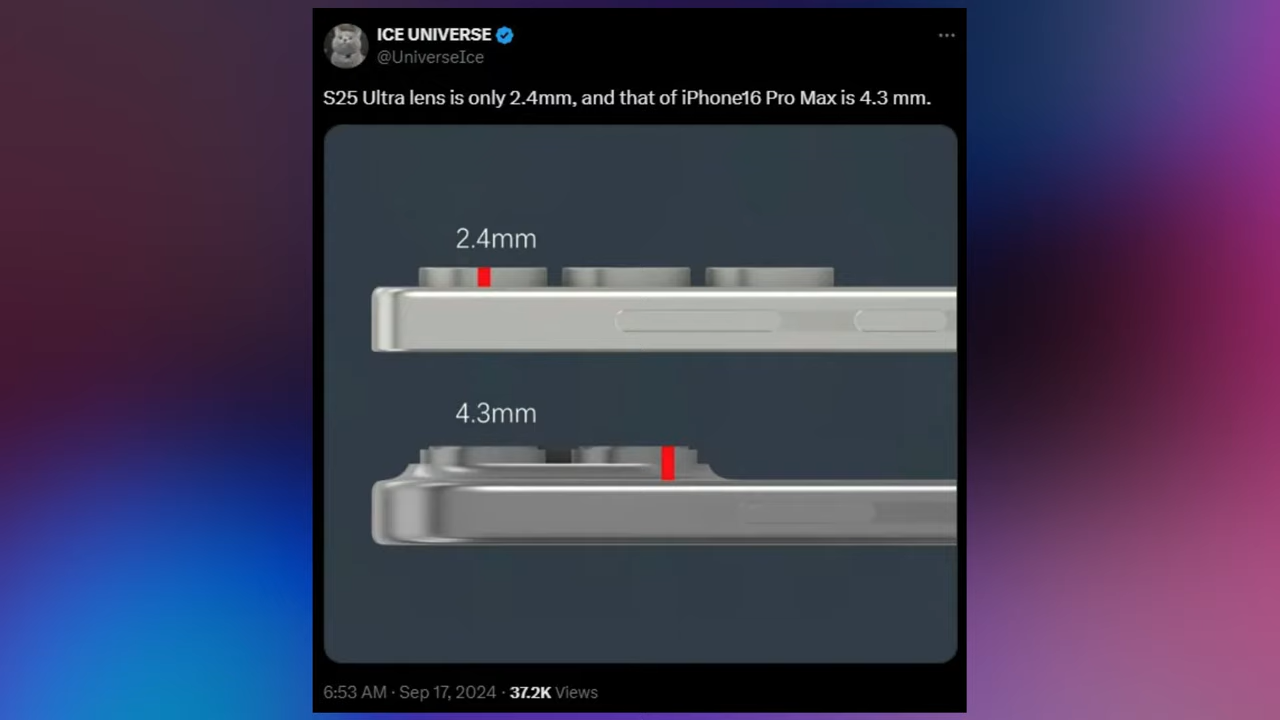 ICE UNIVERSE
@UniverseIce
S25 Ultra lens is only 2.4mm, and that of iPhone16 Pro Max is 4.3 mm.
2.4mm
4.3mm
6:53 AM · Sep 17, 2024 · 37.2K Views